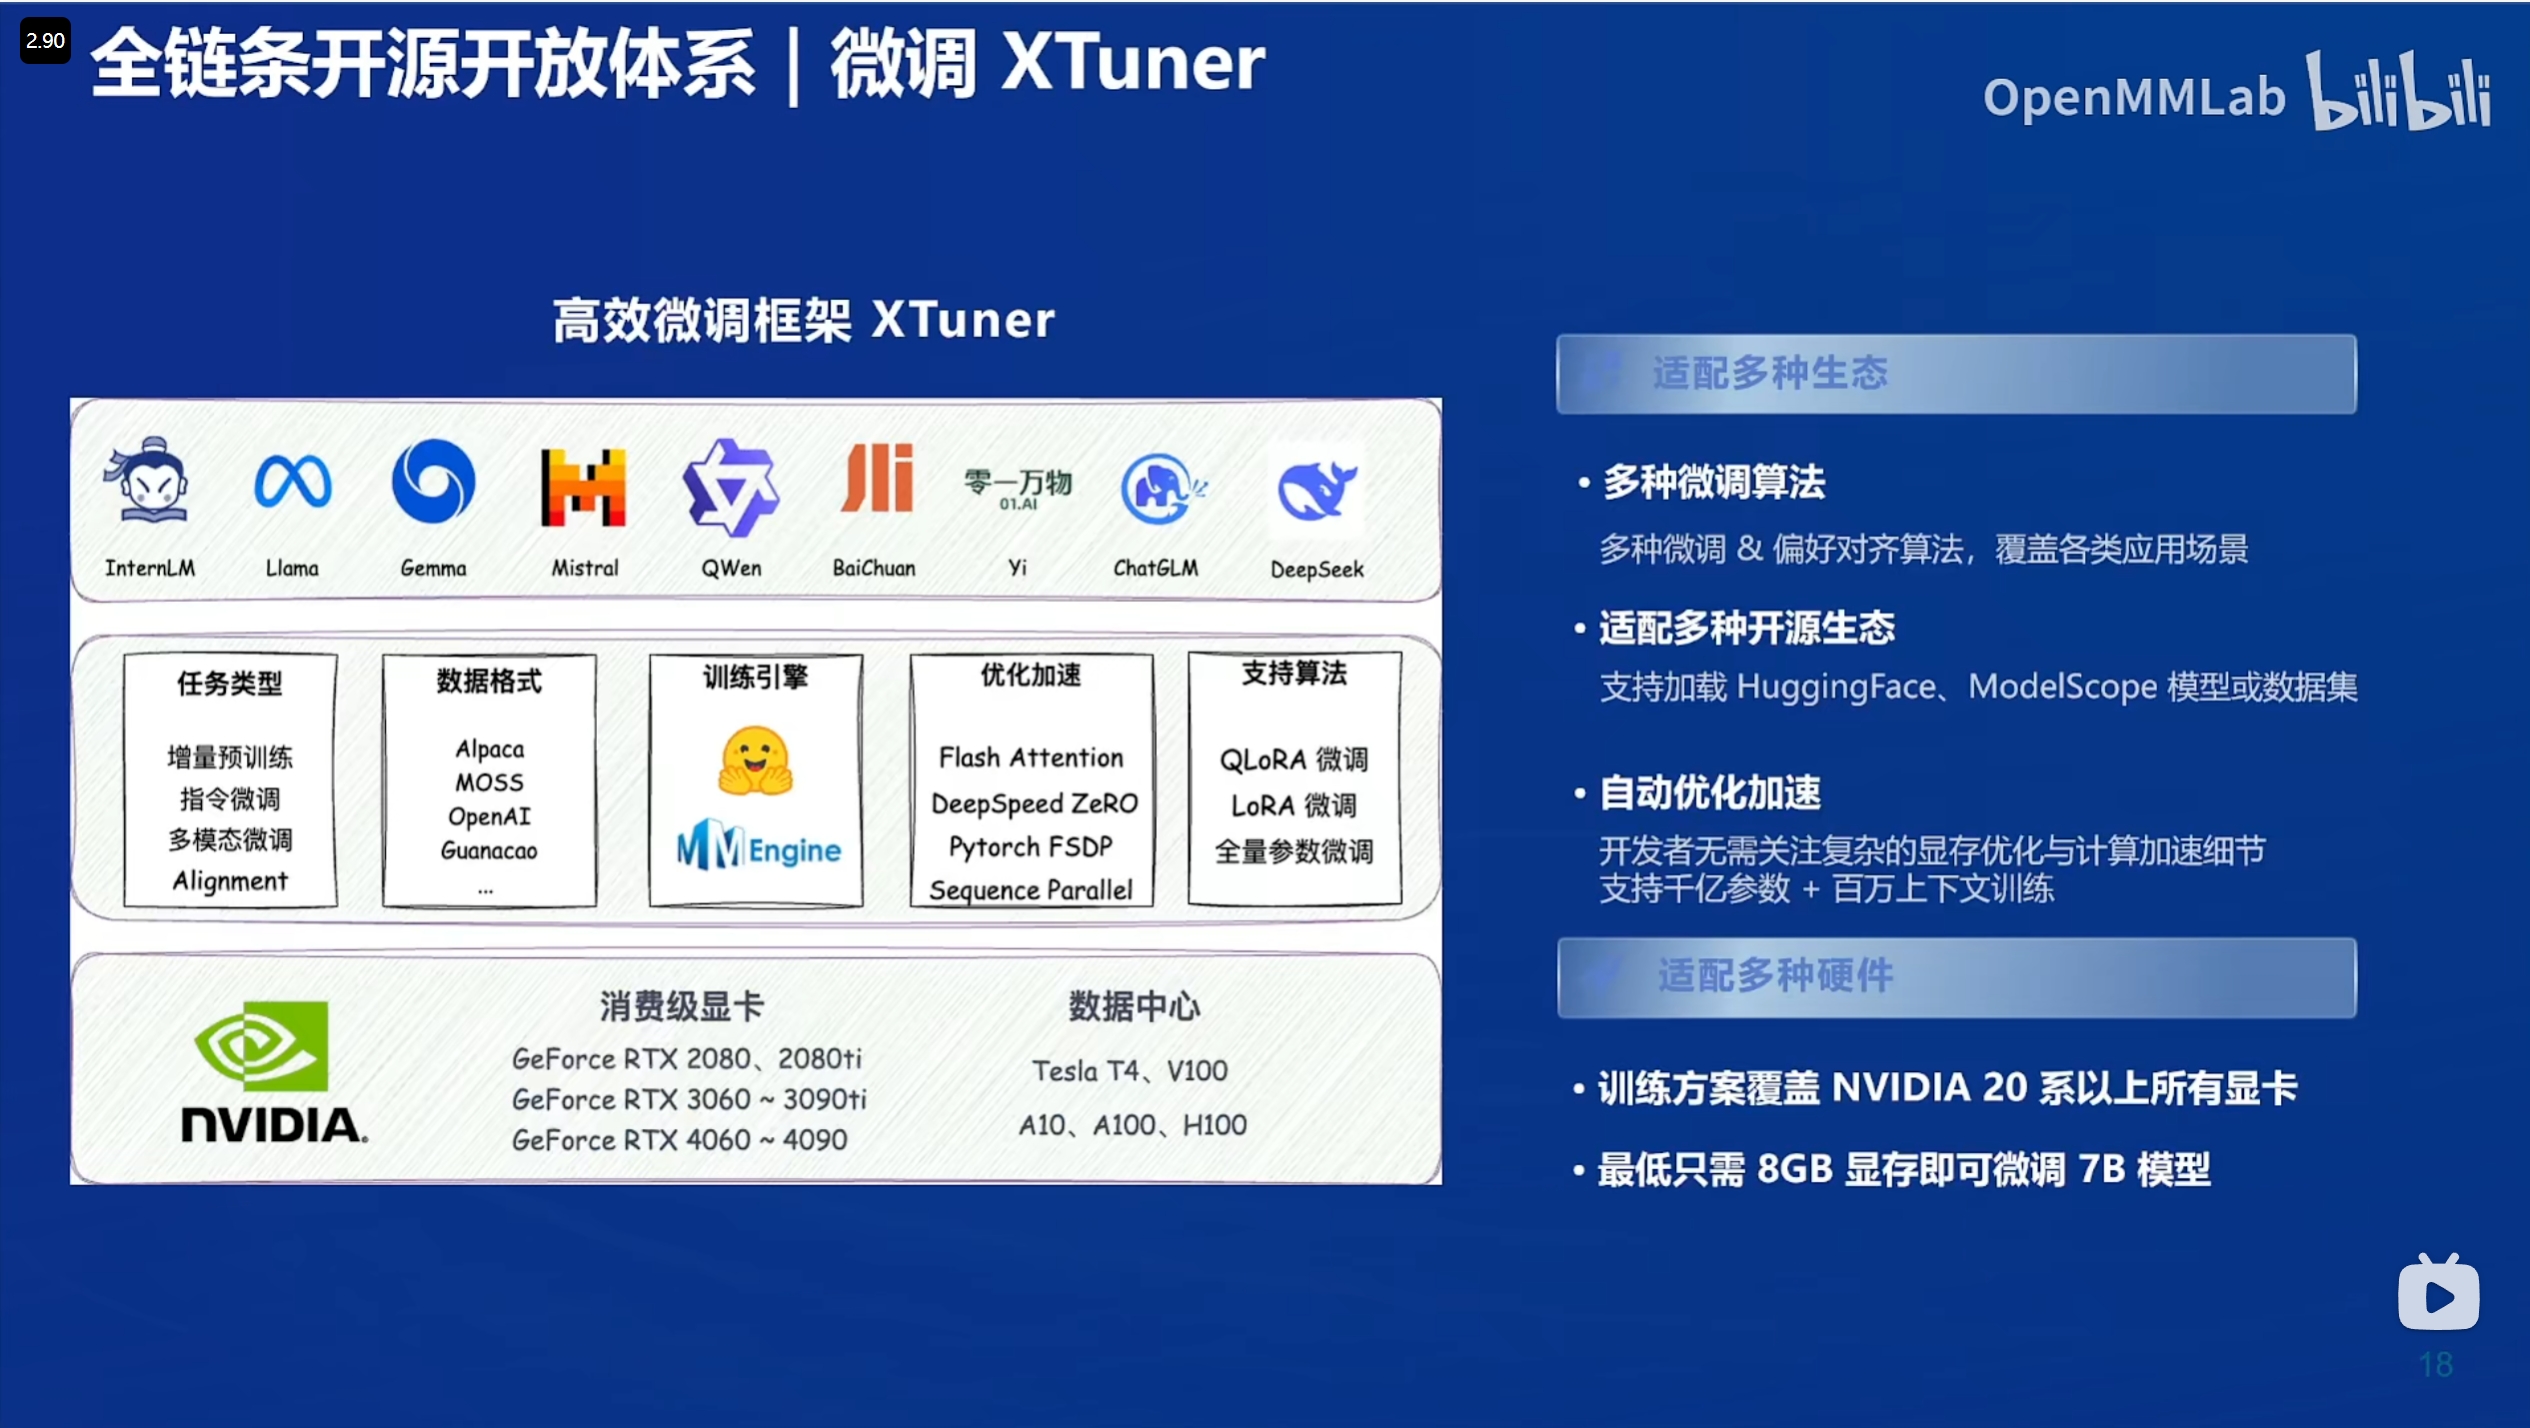 2.90
全链条开源开放体系 | 微调 XTuner
OpenMMLab bilibili
高效微调框架 XTuner
零一万物
01.AI
InternLM Llama Gemma Mistral QWen BaiChuan Yi ChatGLM DeepSeek
任务类型
增量预训练
指令微调
多模态微调
Alignment
数据格式
Alpaca
MOSS
OpenAI
Guanacao
...
训练引擎
MMEngine
优化加速
Flash Attention
DeepSpeed ZeRO
Pytorch FSDP
Sequence Parallel
支持算法
QLoRA 微调
LoRA 微调
全量参数微调
NVIDIA.
消费级显卡
GeForce RTX 2080、2080ti
GeForce RTX 3060 ~ 3090ti
GeForce RTX 4060 ~ 4090
数据中心
Tesla T4、V100
A10、A100、H100
适配多种生态
• 多种微调算法
多种微调 & 偏好对齐算法，覆盖各类应用场景
• 适配多种开源生态
支持加载 HuggingFace、ModelScope 模型或数据集
• 自动优化加速
开发者无需关注复杂的显存优化与计算加速细节
支持千亿参数 + 百万上下文训练
适配多种硬件
• 训练方案覆盖 NVIDIA 20 系以上所有显卡
• 最低只需 8GB 显存即可微调 7B 模型
18